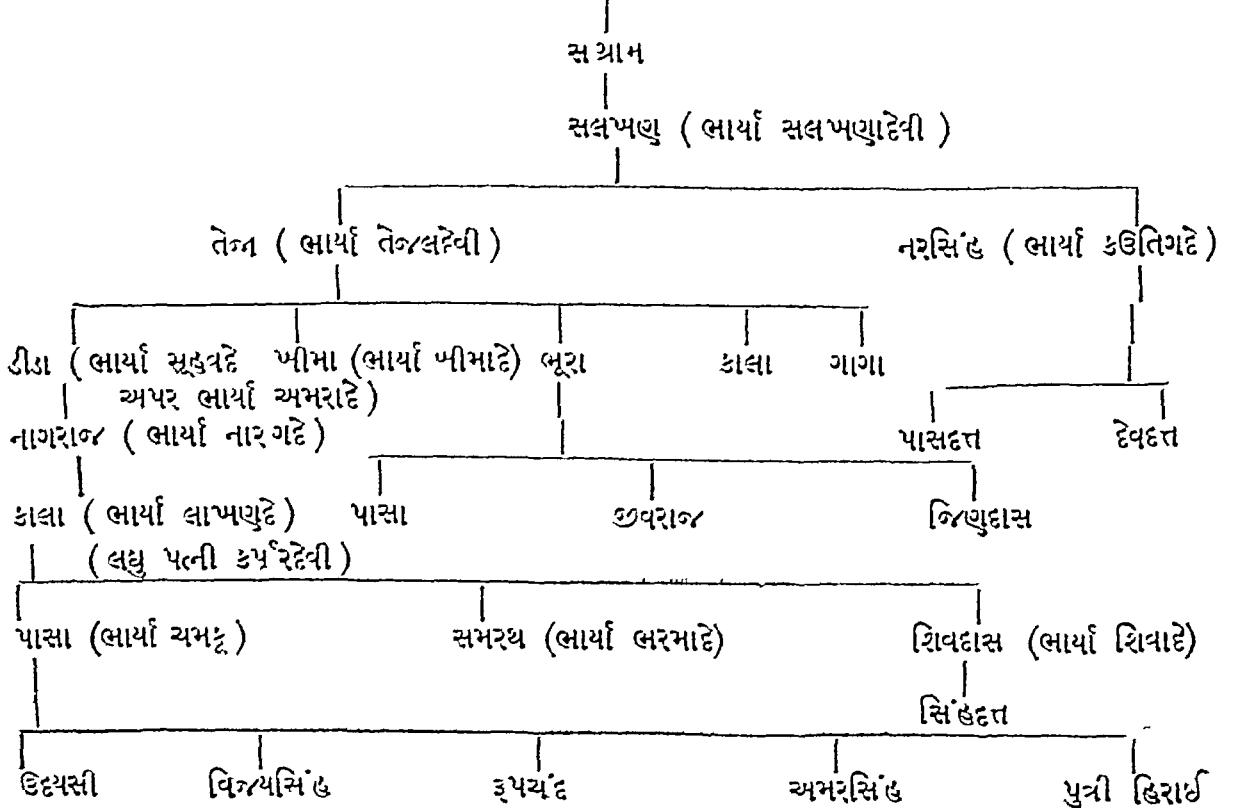 સગ્રામ
સલખણ ( ભાર્યા સલખણાદેવી )
તેજા ( ભાર્યા તેજલદેવી ) નરસિંહ ( ભાર્યા કઉતિગદે )
ડીડા ( ભાર્યા સૂહવદે ખીમા (ભાર્યા ખીમાદે) ભૂરા કાલા ગાગા
અપર ભાર્યા અમરાદે )
નાગરાજ ( ભાર્યા નારગદે ) પાસદત્ત દેવદત્ત
કાલા ( ભાર્યા લાખણદે ) પાસા જીવરાજ જિણદાસ
( લઘુ પત્ની કર્પૂરદેવી )
પાસા (ભાર્યા ચમકૂ ) સમરથ (ભાર્યા ભરમાદે) શિવદાસ (ભાર્યા શિવાદે)
સિંહદત્ત
ઉદયસી વિજયસિંહ રૂપચંદ અમરસિંહ પુત્રી હિરાઈ